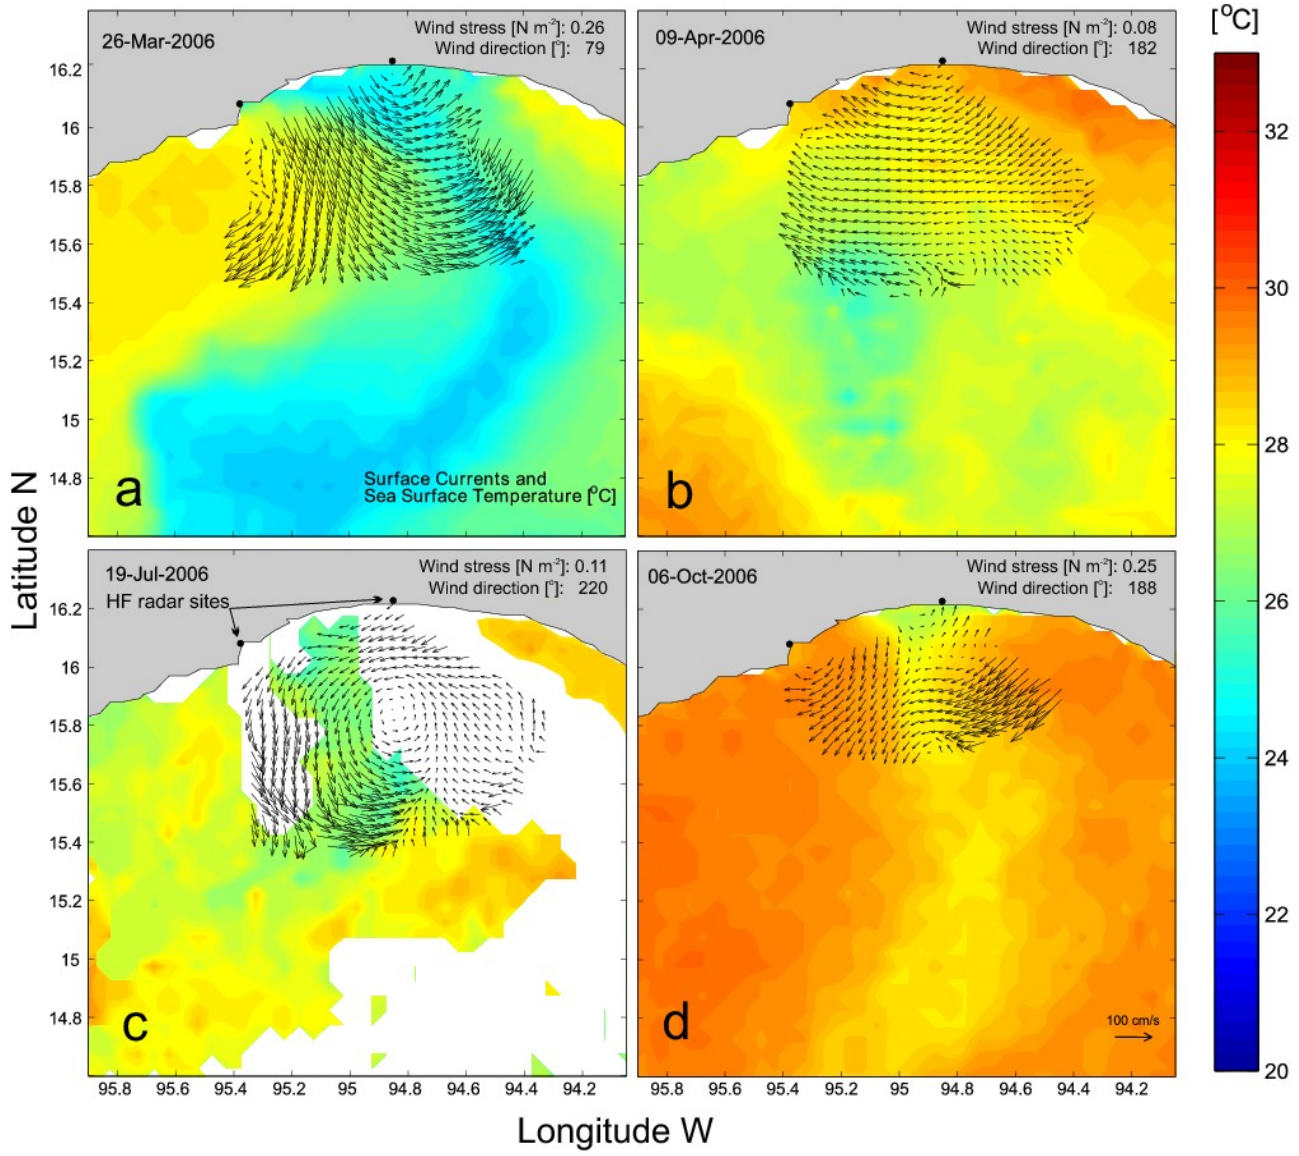 [°C]
26-Mar-2006
Wind stress [N m⁻²]: 0.26
Wind direction [°]: 79
09-Apr-2006
Wind stress [N m⁻²]: 0.08
Wind direction [°]: 182
16.2
16
15.8
15.6
15.4
15.2
15
14.8
a
Surface Currents and
Sea Surface Temperature [°C]
b
32
30
28
26
24
22
20
Latitude N
19-Jul-2006
HF radar sites
Wind stress [N m⁻²]: 0.11
Wind direction [°]: 220
06-Oct-2006
Wind stress [N m⁻²]: 0.25
Wind direction [°]: 188
16.2
16
15.8
15.6
15.4
15.2
15
14.8
c
d
100 cm/s
95.8 95.6 95.4 95.2 95 94.8 94.6 94.4 94.2
95.8 95.6 95.4 95.2 95 94.8 94.6 94.4 94.2
Longitude W